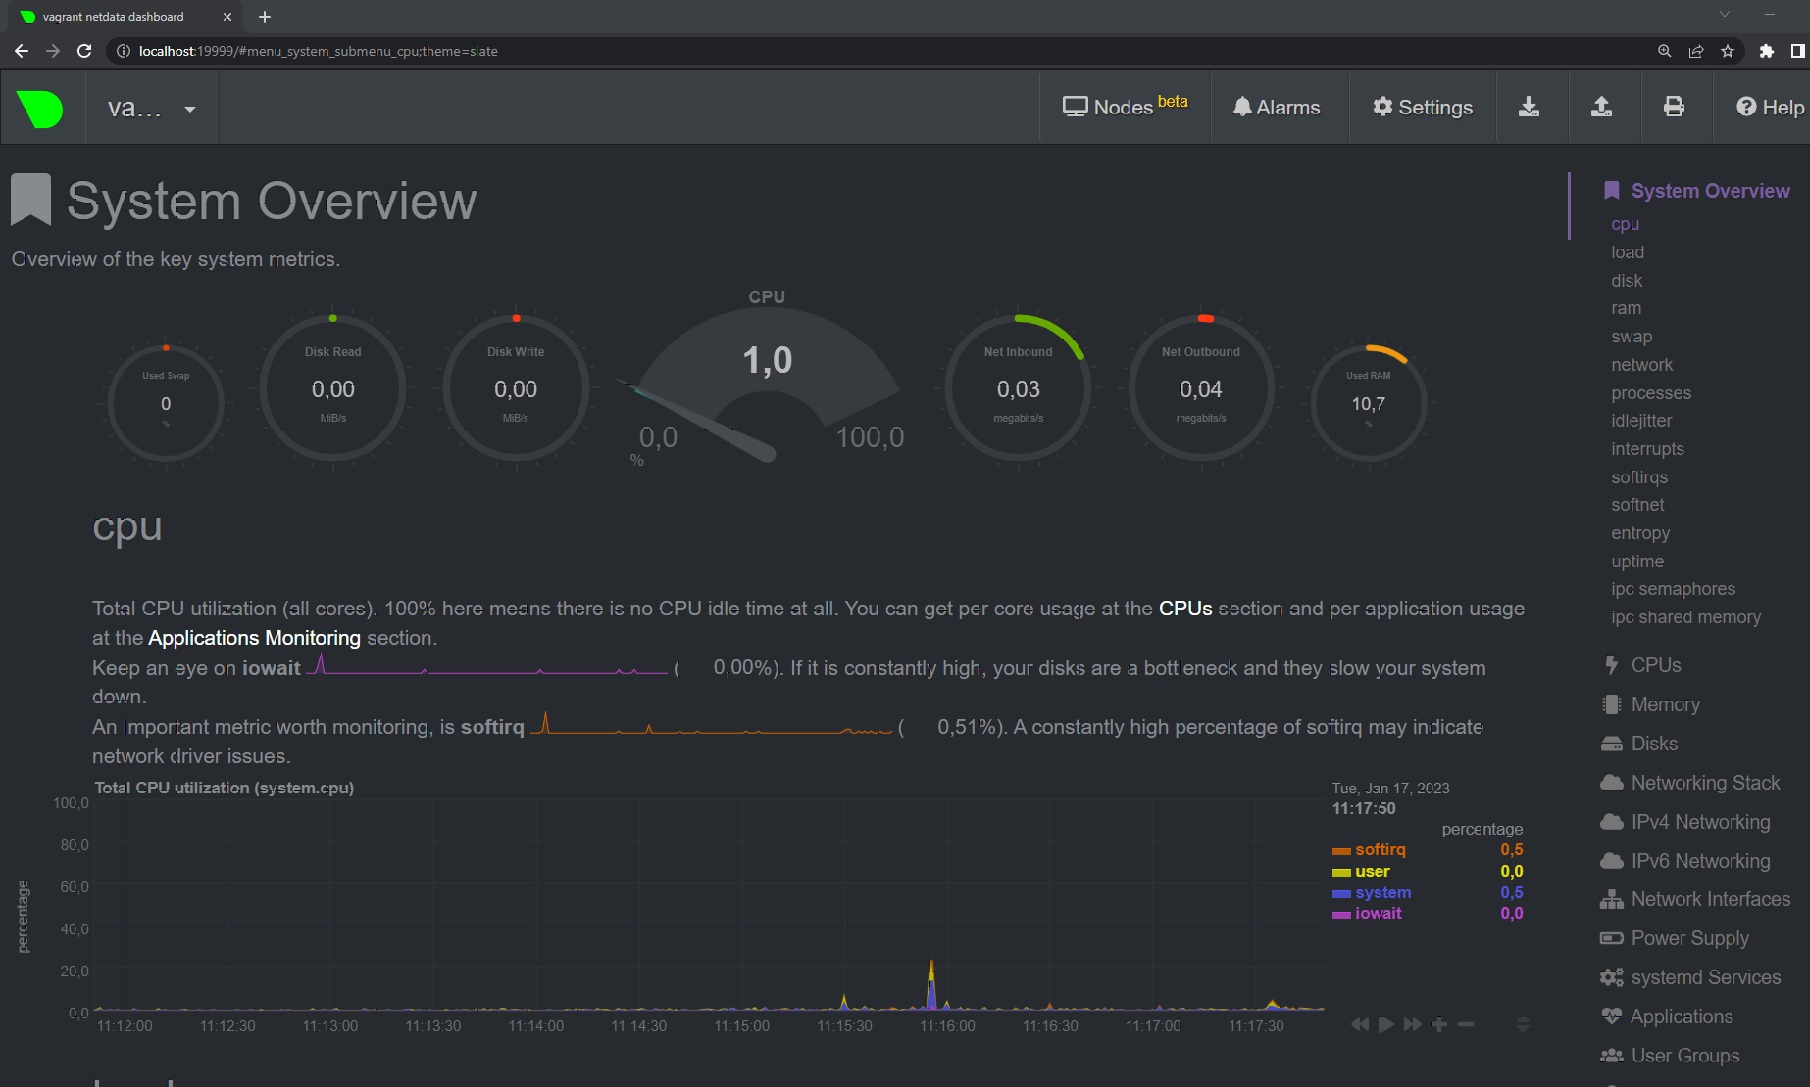 vagrant netdata dashboard
localhost:19999/#menu_system_submenu_cpu;theme=slate
va...
Nodes beta
Alarms
Settings
Help
System Overview
Overview of the key system metrics.
Used Swap
0
%
Disk Read
0,00
MiB/s
Disk Write
0,00
MiB/s
CPU
1,0
0,0
100,0
%
Net Inbound
0,03
megabits/s
Net Outbound
0,04
megabits/s
Used RAM
10,7
%
cpu
Total CPU utilization (all cores). 100% here means there is no CPU idle time at all. You can get per core usage at the CPUs section and per application usage
at the Applications Monitoring section.
Keep an eye on iowait ( 0,00%). If it is constantly high, your disks are a bottleneck and they slow your system
down.
An important metric worth monitoring, is softirq ( 0,51%). A constantly high percentage of softirq may indicate
network driver issues.
Total CPU utilization (system.cpu)
percentage
100,0
80,0
60,0
40,0
20,0
0,0
11:12:00 11:12:30 11:13:00 11:13:30 11:14:00 11:14:30 11:15:00 11:15:30 11:16:00 11:16:30 11:17:00 11:17:30
Tue, Jan 17, 2023
11:17:50
percentage
softirq 0,5
user 0,0
system 0,5
iowait 0,0
System Overview
cpu
load
disk
ram
swap
network
processes
idlejitter
interrupts
softirqs
softnet
entropy
uptime
ipc semaphores
ipc shared memory
CPUs
Memory
Disks
Networking Stack
IPv4 Networking
IPv6 Networking
Network Interfaces
Power Supply
systemd Services
Applications
User Groups